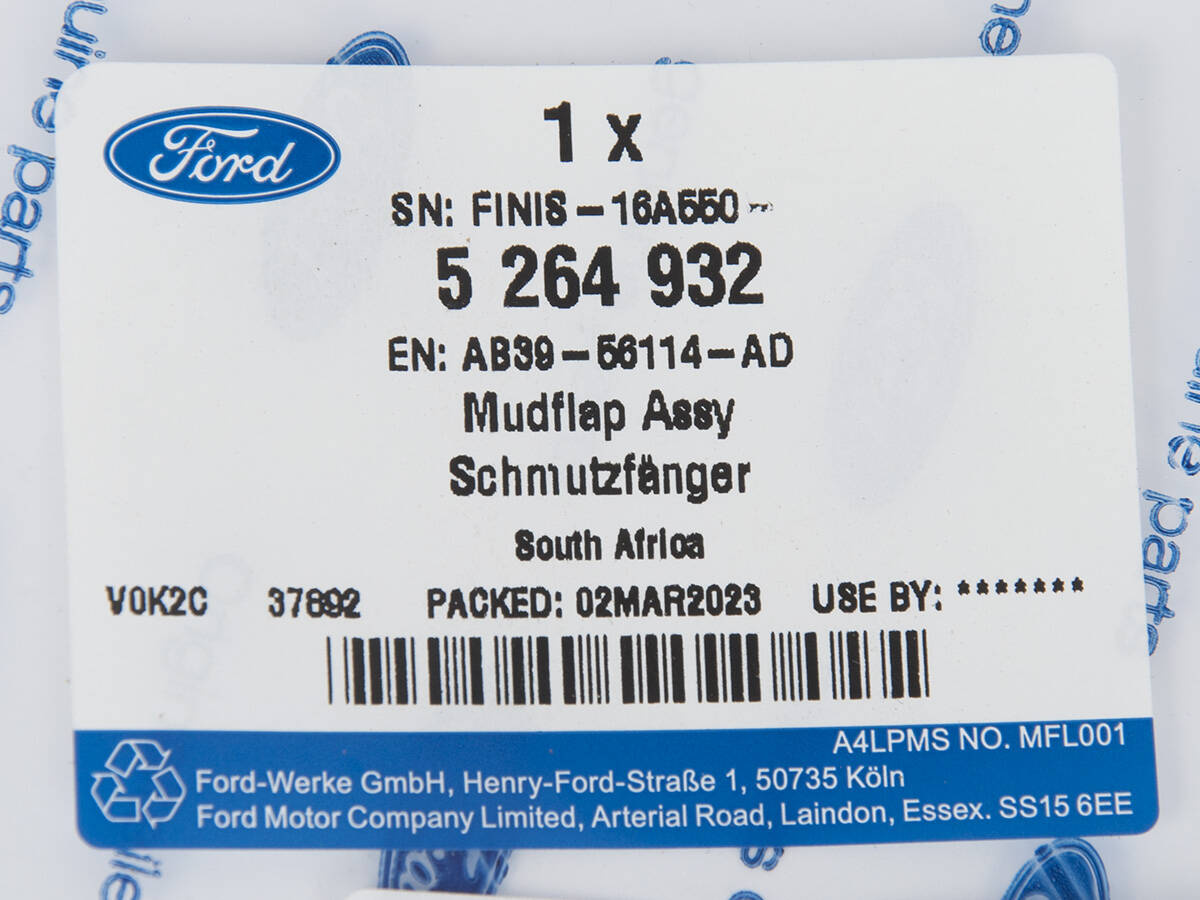 Ford
1 x
SN: FINIS-16A550-
5 264 932
EN: AB39-56114-AD
Mudflap Assy
Schmutzfänger
South Africa
V0K2C 37892 PACKED: 02MAR2023 USE BY: *******
A4LPMS NO. MFL001
Ford-Werke GmbH, Henry-Ford-Straße 1, 50735 Köln
Ford Motor Company Limited, Arterial Road, Laindon, Essex. SS15 6EE
parts
parts